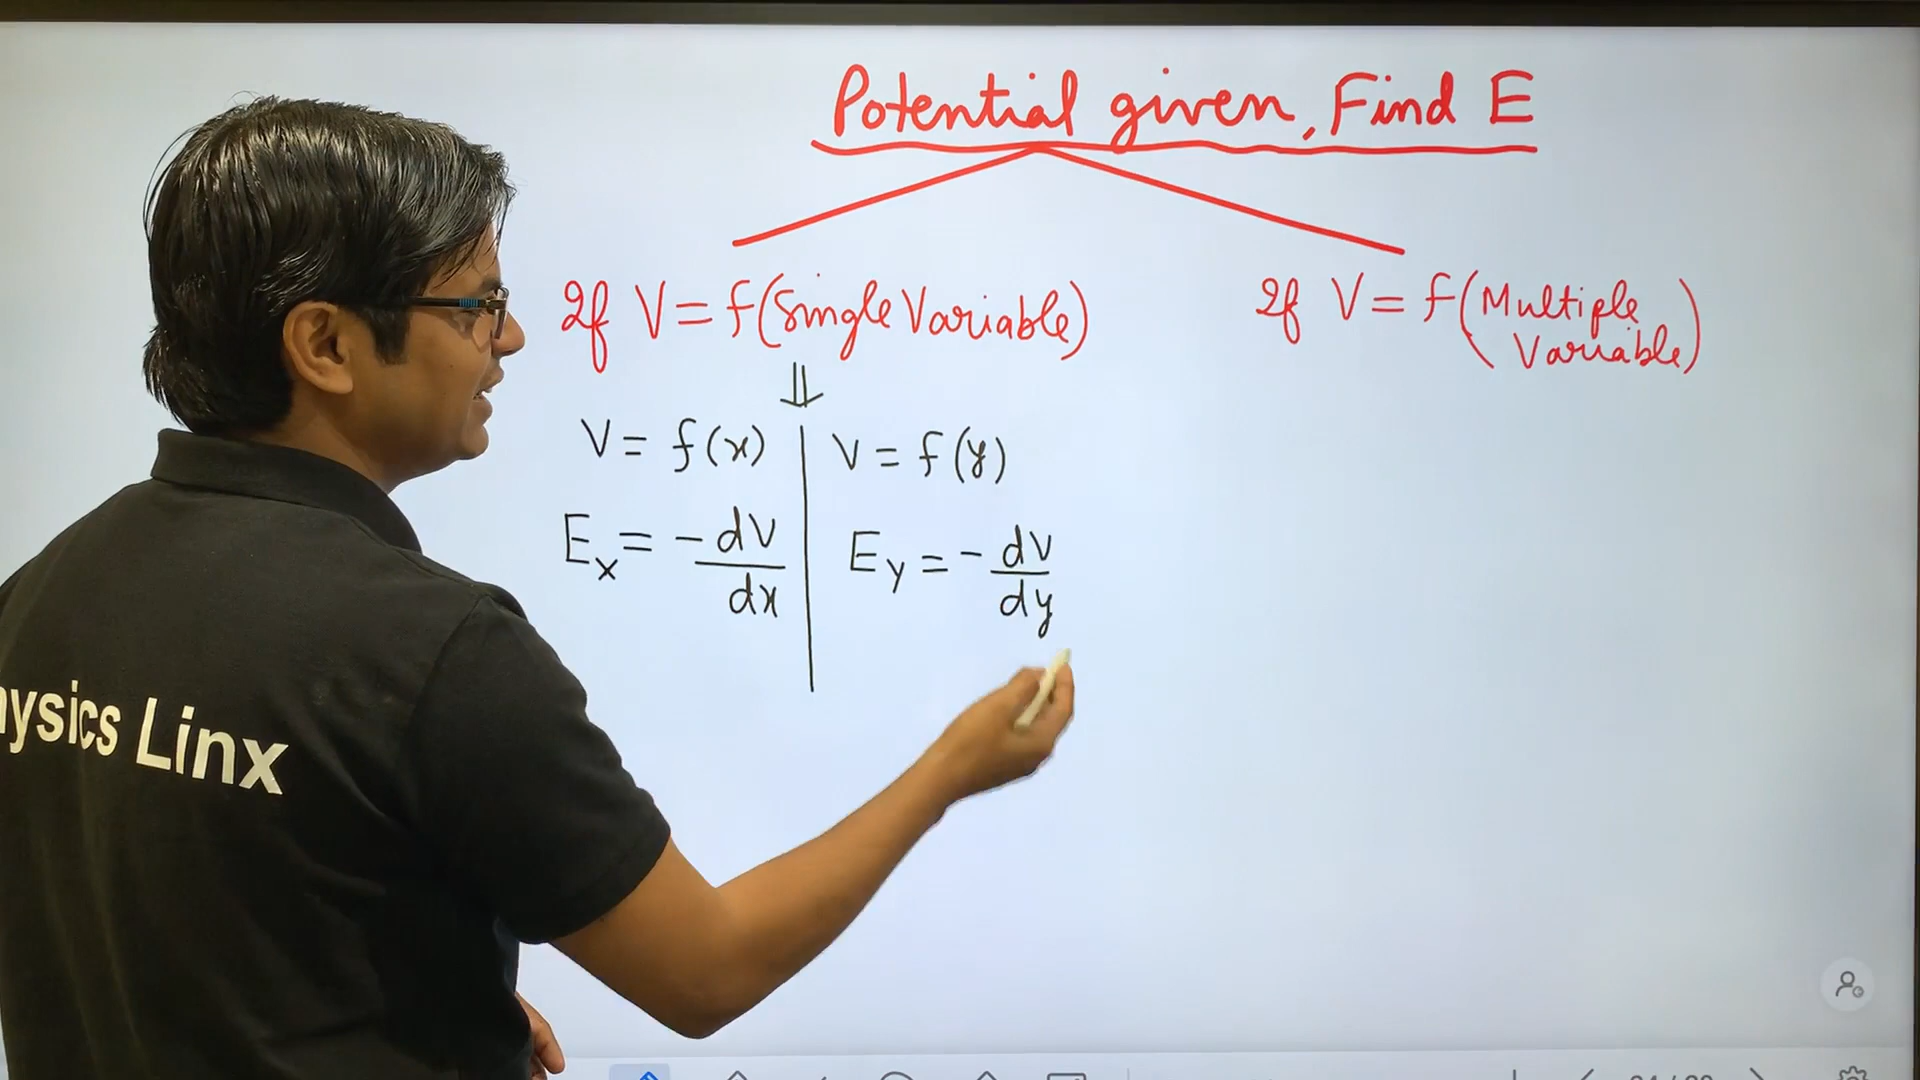 Potential given, Find E
If V = f(Single Variable)
If V = f(Multiple
Variable)
⇓
V = f(x)
V = f(y)
Ex = -dV
dx
Ey = -dV
dy
ysics Linx